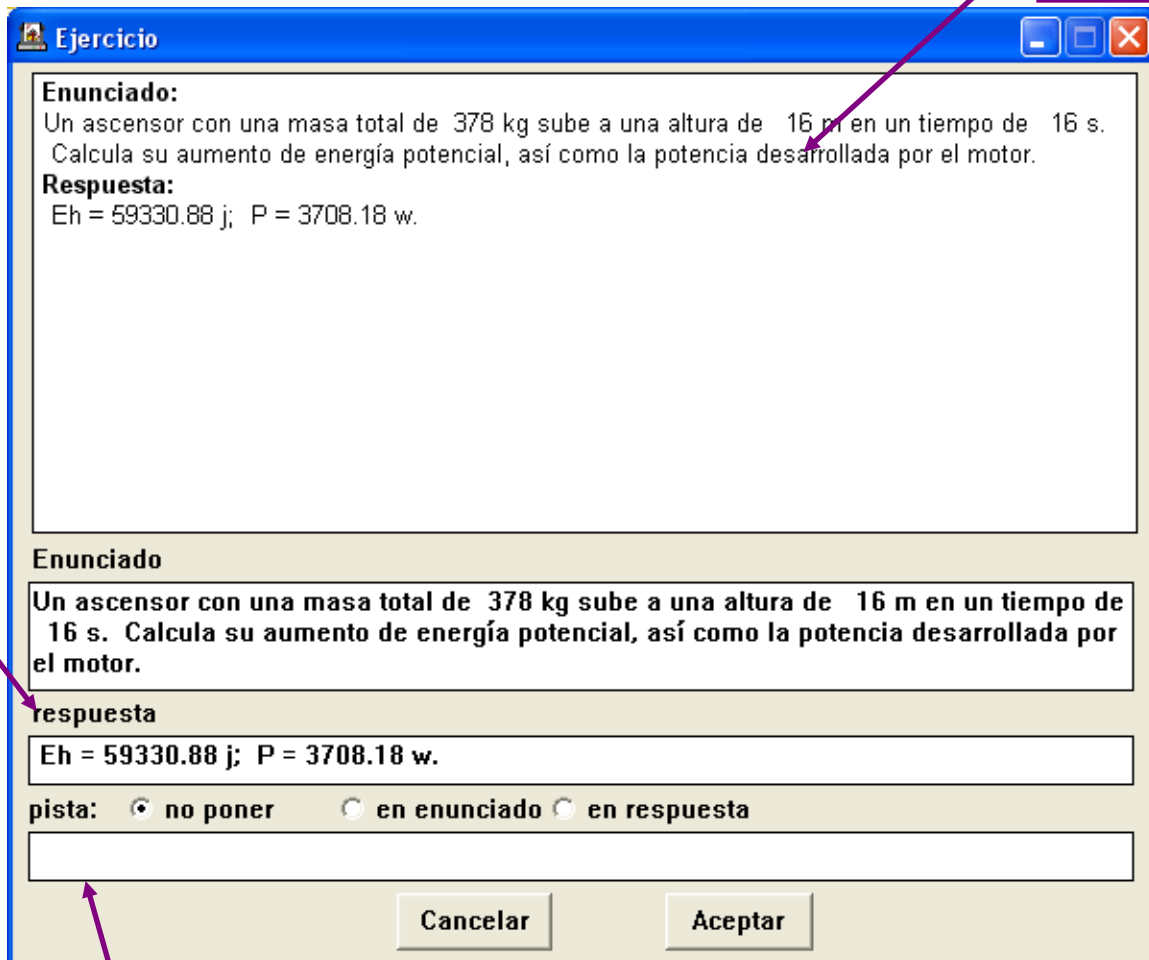 Ejercicio
Enunciado:
Un ascensor con una masa total de 378 kg sube a una altura de 16 m en un tiempo de 16 s.
Calcula su aumento de energía potencial, así como la potencia desarrollada por el motor.
Respuesta:
Eh = 59330.88 j; P = 3708.18 w.
Enunciado
Un ascensor con una masa total de 378 kg sube a una altura de 16 m en un tiempo de
16 s. Calcula su aumento de energía potencial, así como la potencia desarrollada por
el motor.
respuesta
Eh = 59330.88 j; P = 3708.18 w.
pista: no poner en enunciado en respuesta
Cancelar Aceptar